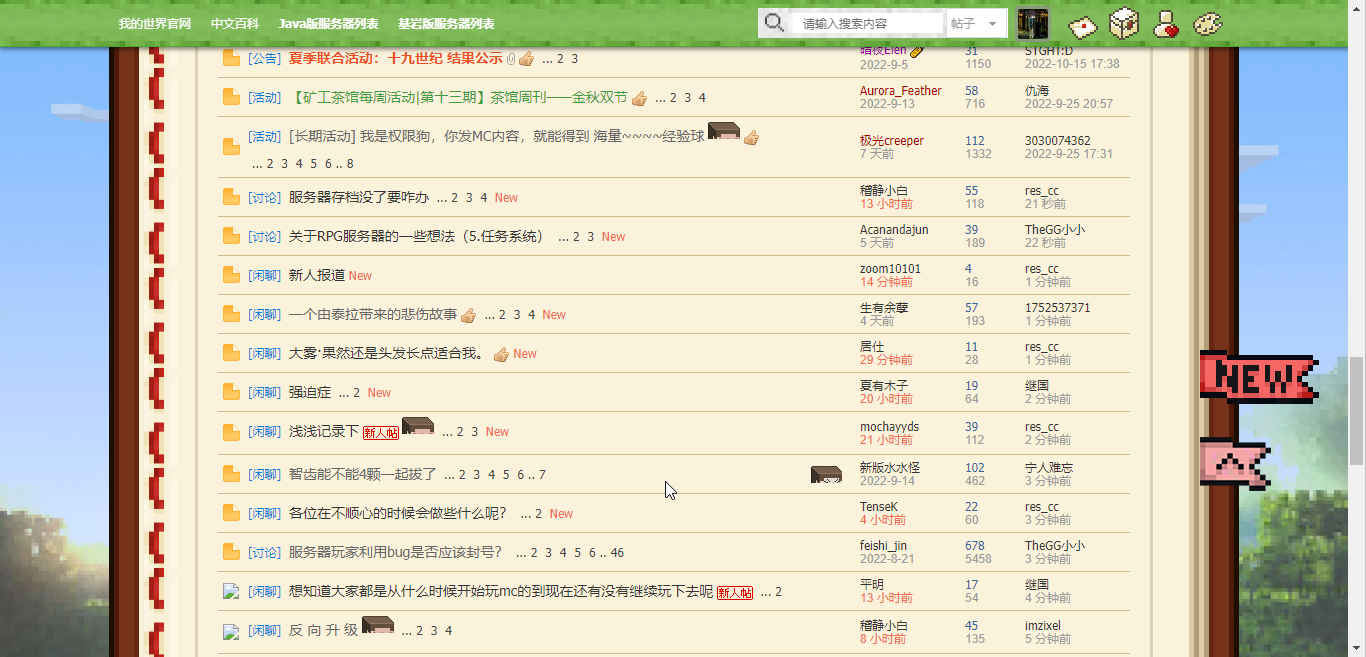 我的世界官网 中文百科 Java版服务器列表 基岩版服务器列表 请输入搜索内容 帖子
[公告] 夏季联合活动：十九世纪 结果公示 ... 2 3 暗夜Elen 31 STGHT:D
2022-9-5 1150 2022-10-15 17:38
[活动] 【矿工茶馆每周活动|第十三期】茶馆周刊——金秋双节 ... 2 3 4 Aurora_Feather 58 仇海
2022-9-13 716 2022-9-25 20:57
[活动] [长期活动] 我是权限狗，你发MC内容，就能得到 海量~~~~经验球 极光creeper 112 3030074362
... 2 3 4 5 6 .. 8 7 天前 1332 2022-9-25 17:31
[讨论] 服务器存档没了要咋办 ... 2 3 4 New 稽静小白 55 res_cc
13 小时前 118 21 秒前
[讨论] 关于RPG服务器的一些想法（5.任务系统） ... 2 3 New Acanandajun 39 TheGG小小
5 天前 189 22 秒前
[闲聊] 新人报道 New zoom10101 4 res_cc
14 分钟前 16 1 分钟前
[闲聊] 一个由泰拉带来的悲伤故事 ... 2 3 4 New 生有余孽 57 1752537371
4 天前 193 1 分钟前
[闲聊] 大雾·果然还是头发长点适合我。 New 居仕 11 res_cc
29 分钟前 28 1 分钟前
[闲聊] 强迫症 ... 2 New 夏有木子 19 继国
20 小时前 64 2 分钟前
[闲聊] 浅浅记录下 新人帖 ... 2 3 New mochayyds 39 res_cc
21 小时前 112 2 分钟前
[闲聊] 智齿能不能4颗一起拔了 ... 2 3 4 5 6 .. 7 新版水水怪 102 宁人难忘
2022-9-14 462 3 分钟前
[闲聊] 各位在不顺心的时候会做些什么呢？ ... 2 New TenseK 22 res_cc
4 小时前 60 3 分钟前
[讨论] 服务器玩家利用bug是否应该封号？ ... 2 3 4 5 6 .. 46 feishi_jin 678 TheGG小小
2022-8-21 5458 3 分钟前
[闲聊] 想知道大家都是从什么时候开始玩mc的到现在还有没有继续玩下去呢 新人帖 ... 2 平明 17 继国
13 小时前 54 4 分钟前
[闲聊] 反 向 升 级 ... 2 3 4 稽静小白 45 imzixel
8 小时前 135 5 分钟前
NEW